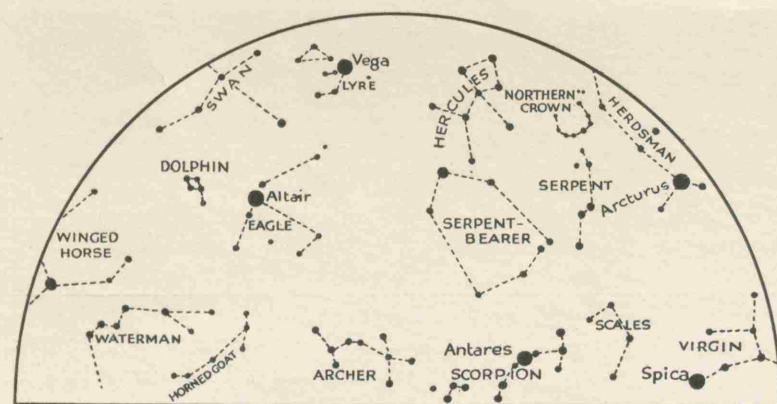 Vega
LYRE
SWAN
HERCULES
NORTHERN
CROWN
HERDSMAN
DOLPHIN
Altair
EAGLE
SERPENT
Arcturus
SERPENT-
BEARER
WINGED
HORSE
WATERMAN
HORNED GOAT
ARCHER
Antares
SCORPION
SCALES
VIRGIN
Spica